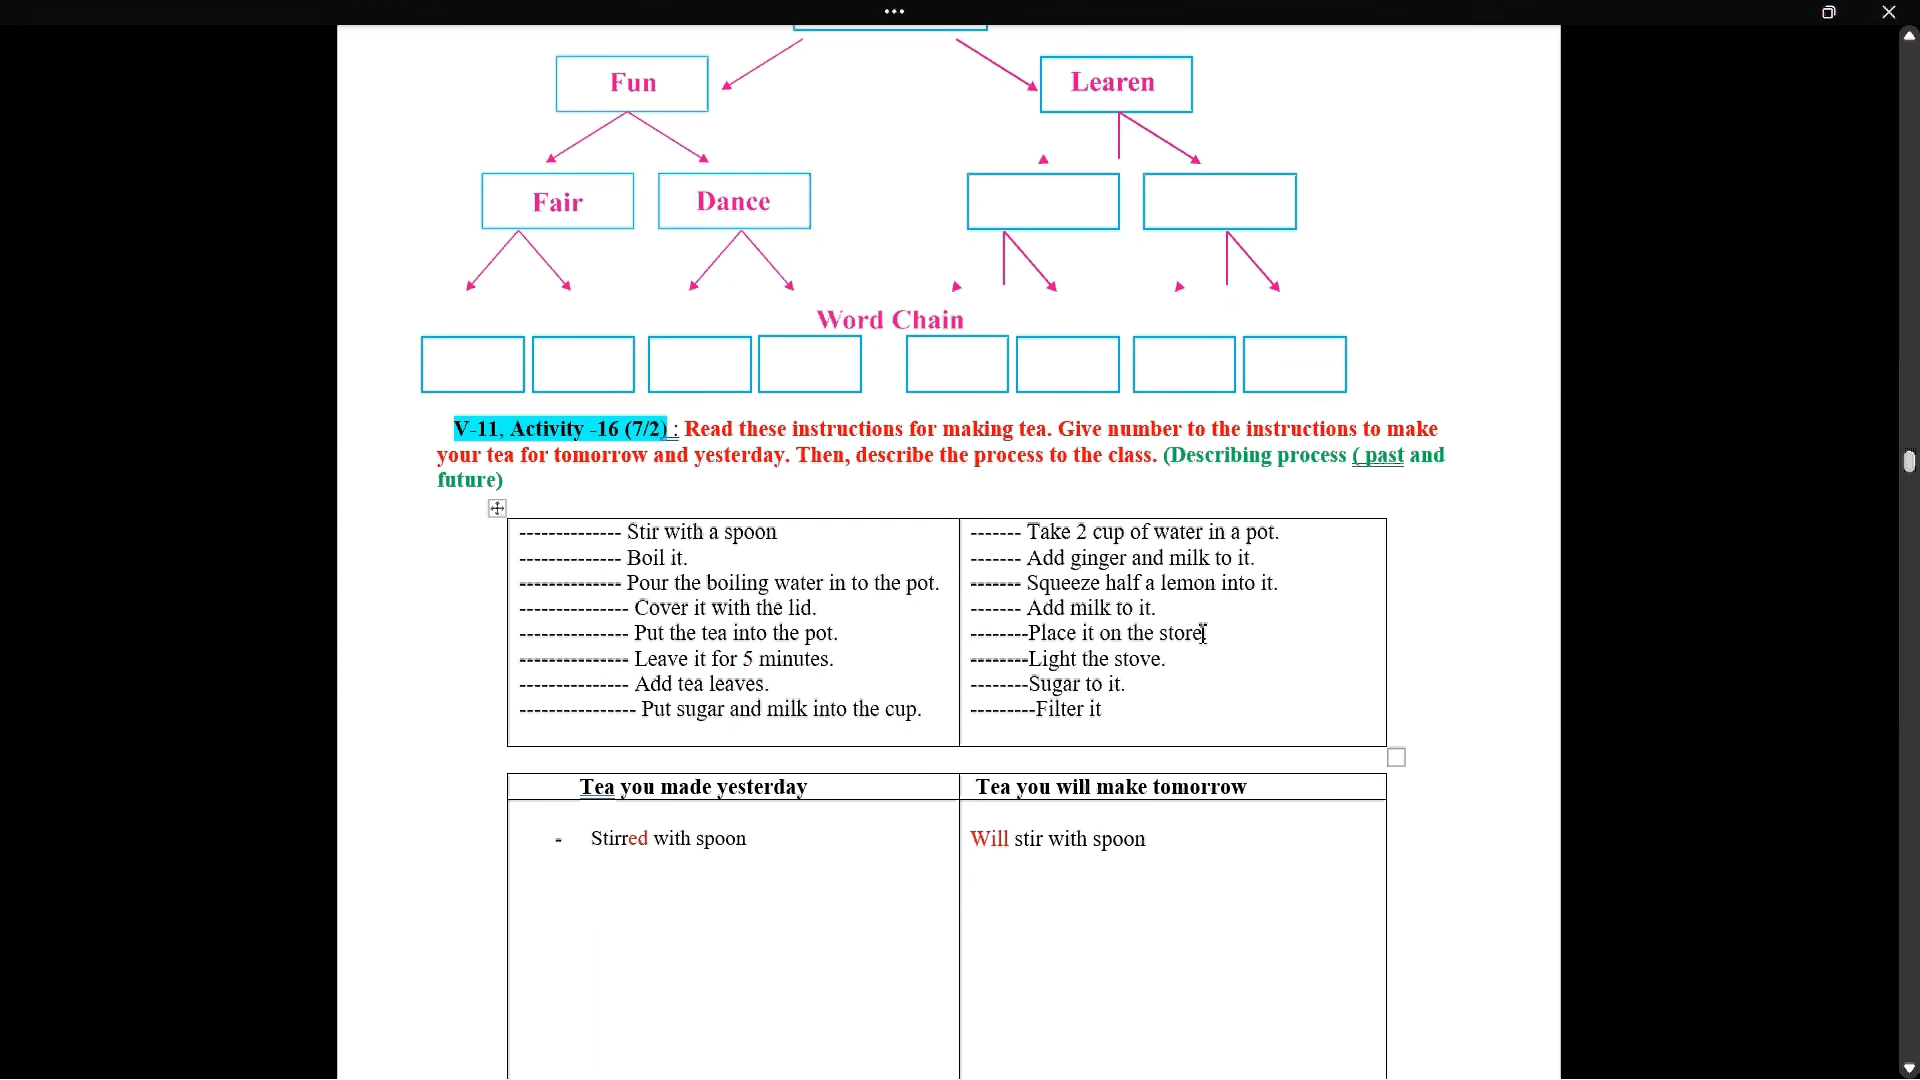 Fun
Learen
Fair
Dance
Word Chain
V-11, Activity -16 (7/2) : Read these instructions for making tea. Give number to the instructions to make
your tea for tomorrow and yesterday. Then, describe the process to the class. (Describing process ( past and
future)
-------------- Stir with a spoon
-------------- Boil it.
-------------- Pour the boiling water in to the pot.
--------------- Cover it with the lid.
--------------- Put the tea into the pot.
--------------- Leave it for 5 minutes.
--------------- Add tea leaves.
---------------- Put sugar and milk into the cup.
------- Take 2 cup of water in a pot.
------- Add ginger and milk to it.
------- Squeeze half a lemon into it.
------- Add milk to it.
--------Place it on the store
--------Light the stove.
--------Sugar to it.
---------Filter it
Tea you made yesterday
Tea you will make tomorrow
- Stirred with spoon
Will stir with spoon